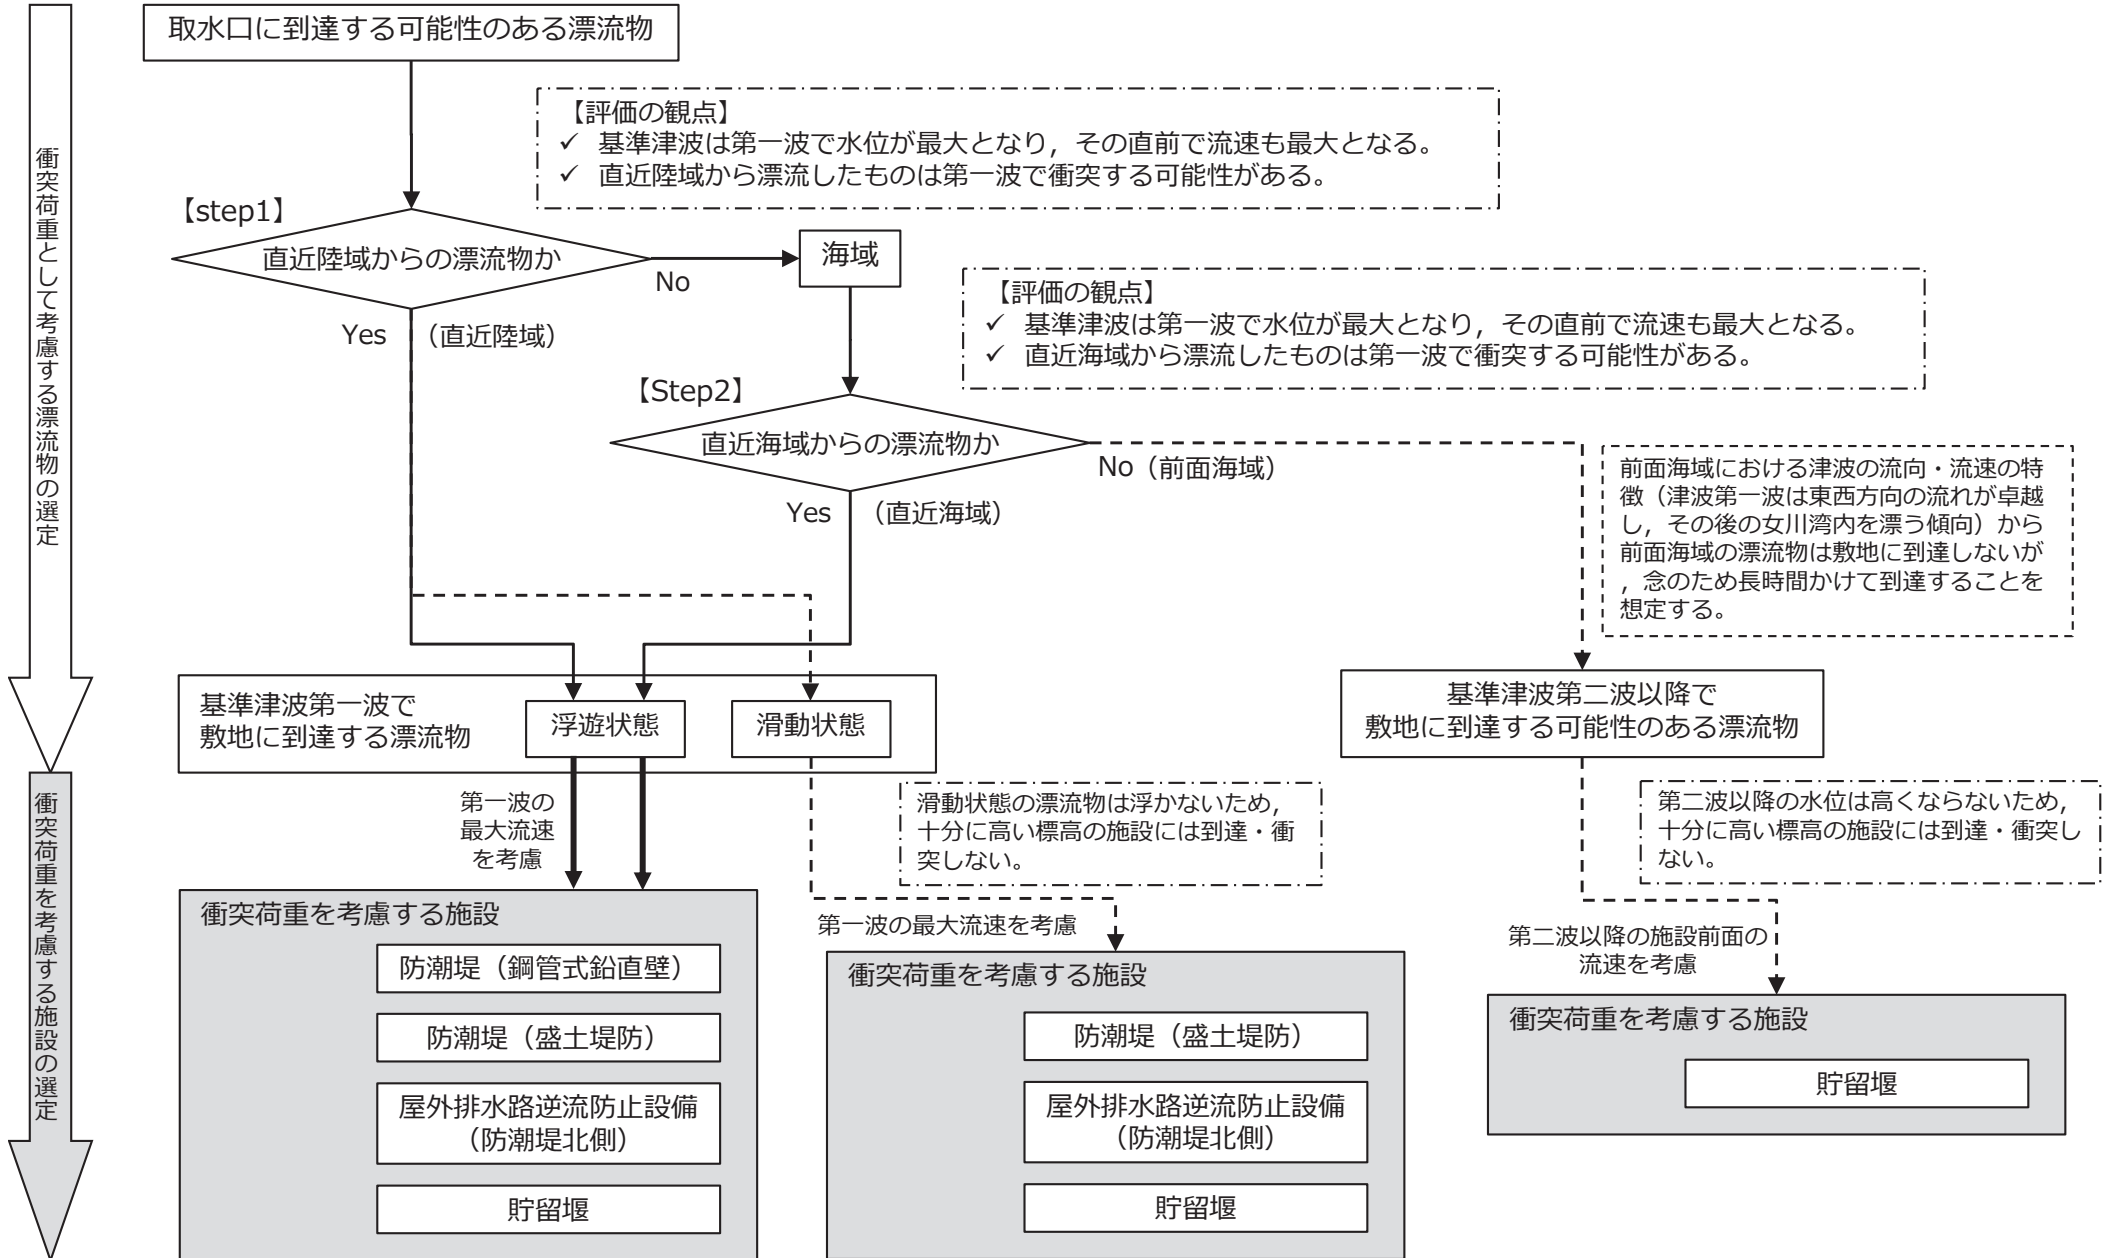 取水口に到達する可能性のある漂流物
衝突荷重として考慮する漂流物の選定
【評価の観点】
✓ 基準津波は第一波で水位が最大となり，その直前で流速も最大となる。
✓ 直近陸域から漂流したものは第一波で衝突する可能性がある。
【step1】
直近陸域からの漂流物か
No
海域
Yes （直近陸域）
【評価の観点】
✓ 基準津波は第一波で水位が最大となり，その直前で流速も最大となる。
✓ 直近海域から漂流したものは第一波で衝突する可能性がある。
【Step2】
直近海域からの漂流物か
No（前面海域）
Yes （直近海域）
前面海域における津波の流向・流速の特
徴（津波第一波は東西方向の流れが卓越
し，その後の女川湾内を漂う傾向）から
前面海域の漂流物は敷地に到達しないが
，念のため長時間かけて到達することを
想定する。
基準津波第一波で
敷地に到達する漂流物
浮遊状態
滑動状態
基準津波第二波以降で
敷地に到達する可能性のある漂流物
衝突荷重を考慮する施設の選定
第一波の
最大流速
を考慮
滑動状態の漂流物は浮かないため，
十分に高い標高の施設には到達・衝
突しない。
第二波以降の水位は高くならないため，
十分に高い標高の施設には到達・衝突し
ない。
第一波の最大流速を考慮
第二波以降の施設前面の
流速を考慮
衝突荷重を考慮する施設
防潮堤（鋼管式鉛直壁）
防潮堤（盛土堤防）
屋外排水路逆流防止設備
（防潮堤北側）
貯留堰
衝突荷重を考慮する施設
防潮堤（盛土堤防）
屋外排水路逆流防止設備
（防潮堤北側）
貯留堰
衝突荷重を考慮する施設
貯留堰